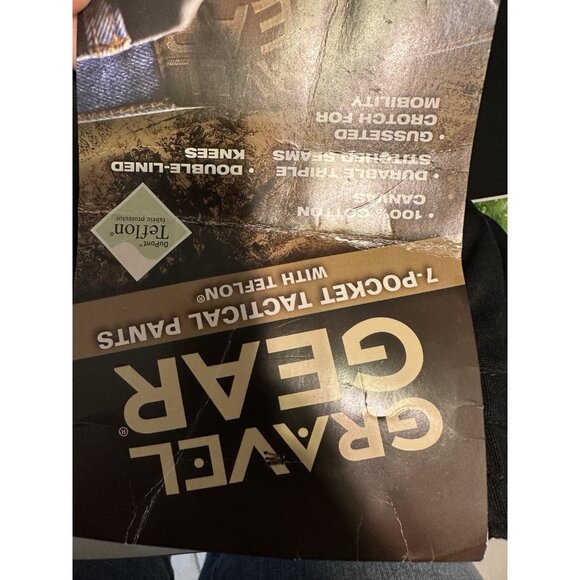 GRAVEL
GEAR®
7-POCKET TACTICAL PANTS
WITH TEFLON®
• 100% COTTON
CANVAS
• DURABLE TRIPLE
STITCHED SEAMS
• GUSSETED
CROTCH FOR
MOBILITY
• DOUBLE-LINED
KNEES
DuPont™
Teflon®
fabric protector